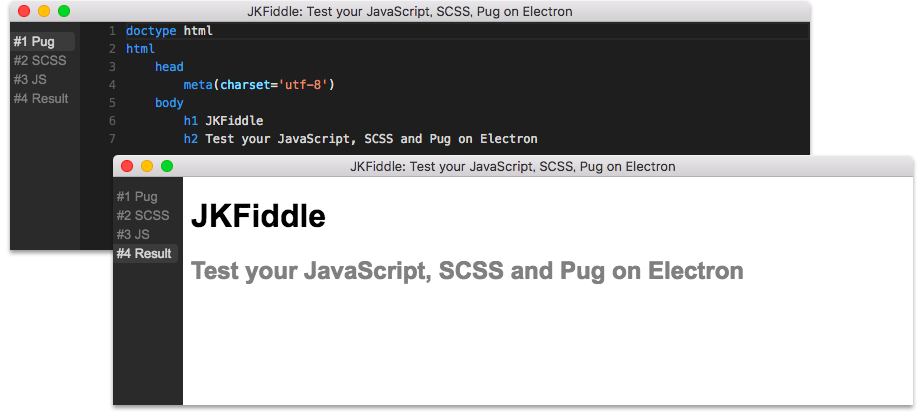 JKFiddle: Test your JavaScript, SCSS, Pug on Electron
#1 Pug
#2 SCSS
#3 JS
#4 Result
1 doctype html
2 html
3 head
4 meta(charset='utf-8')
5 body
6 h1 JKFiddle
7 h2 Test your JavaScript, SCSS and Pug on Electron
JKFiddle: Test your JavaScript, SCSS, Pug on Electron
#1 Pug
#2 SCSS
#3 JS
#4 Result
JKFiddle
Test your JavaScript, SCSS and Pug on Electron